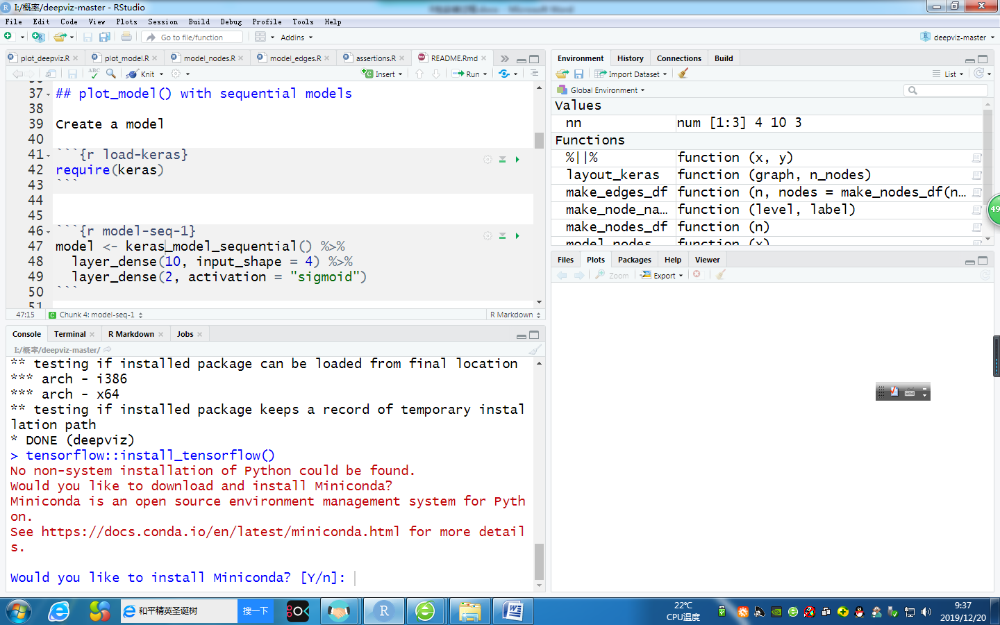 I:/概率/deepviz-master - RStudio
File Edit Code View Plots Session Build Debug Profile Tools Help
Go to file/function
Addins
deepviz-master
plot_deepviz.R
plot_model.R
model_nodes.R
model_edges.R
assertions.R
README.Rmd
ABC
Knit
Insert
Run
37 ## plot_model() with sequential models
38
39 Create a model
40
41 ```{r load-keras}
42 require(keras)
43 ```
44
45
46 ```{r model-seq-1}
47 model <- keras_model_sequential() %>%
48 layer_dense(10, input_shape = 4) %>%
49 layer_dense(2, activation = "sigmoid")
50 ```
51
47:15
Chunk 4: model-seq-1
R Markdown
Console
Terminal
R Markdown
Jobs
I:/概率/deepviz-master/
** testing if installed package can be loaded from final location
*** arch - i386
*** arch - x64
** testing if installed package keeps a record of temporary instal
lation path
* DONE (deepviz)
> tensorflow::install_tensorflow()
No non-system installation of Python could be found.
Would you like to download and install Miniconda?
Miniconda is an open source environment management system for Pyth
on.
See https://docs.conda.io/en/latest/miniconda.html for more detail
s.
Would you like to install Miniconda? [Y/n]:
Environment
History
Connections
Build
Import Dataset
List
Global Environment
Values
nn num [1:3] 4 10 3
Functions
%||% function (x, y)
layout_keras function (graph, n_nodes)
make_edges_df function (n, nodes = make_nodes_df(n...
make_node_na... function (level, label)
make_nodes_df function (n)
model_nodes function (x)
49
Files
Plots
Packages
Help
Viewer
Zoom
Export
和平精英圣诞树
搜一下
22℃
CPU温度
9:37
2019/12/20